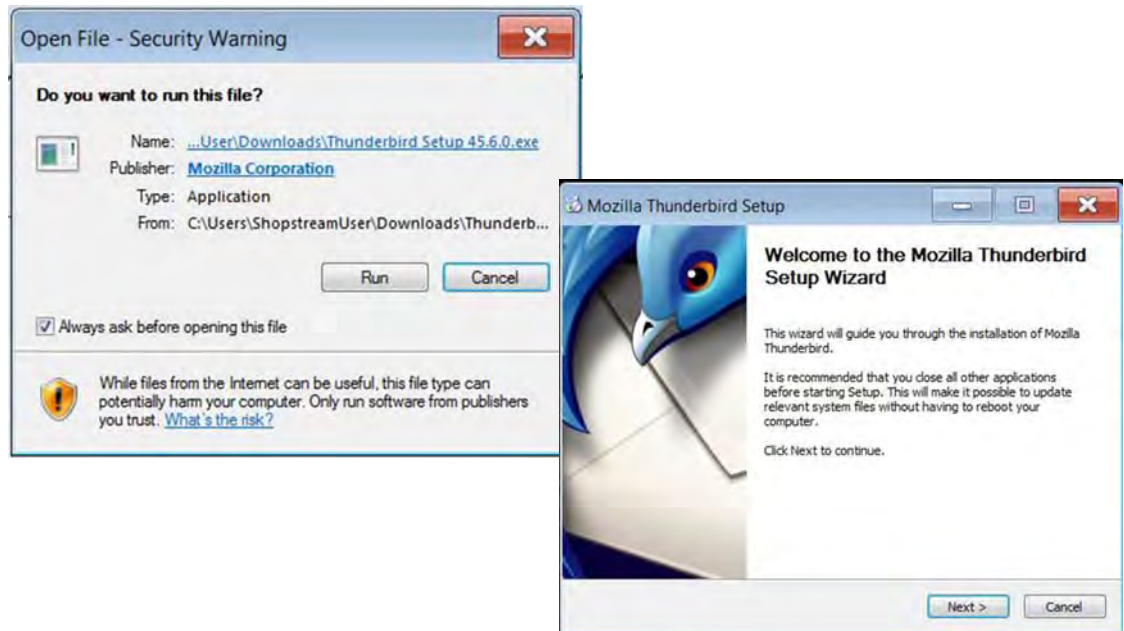 Open File - Security Warning
Do you want to run this file?
Name: ...User\Downloads\Thunderbird Setup 45.6.0.exe
Publisher: Mozilla Corporation
Type: Application
From: C:\Users\ShopstreamUser\Downloads\Thunderb...
Run Cancel
Always ask before opening this file
While files from the Internet can be useful, this file type can
potentially harm your computer. Only run software from publishers
you trust. What's the risk?
Mozilla Thunderbird Setup
Welcome to the Mozilla Thunderbird
Setup Wizard
This wizard will guide you through the installation of Mozilla
Thunderbird.
It is recommended that you close all other applications
before starting Setup. This will make it possible to update
relevant system files without having to reboot your
computer.
Click Next to continue.
Next > Cancel